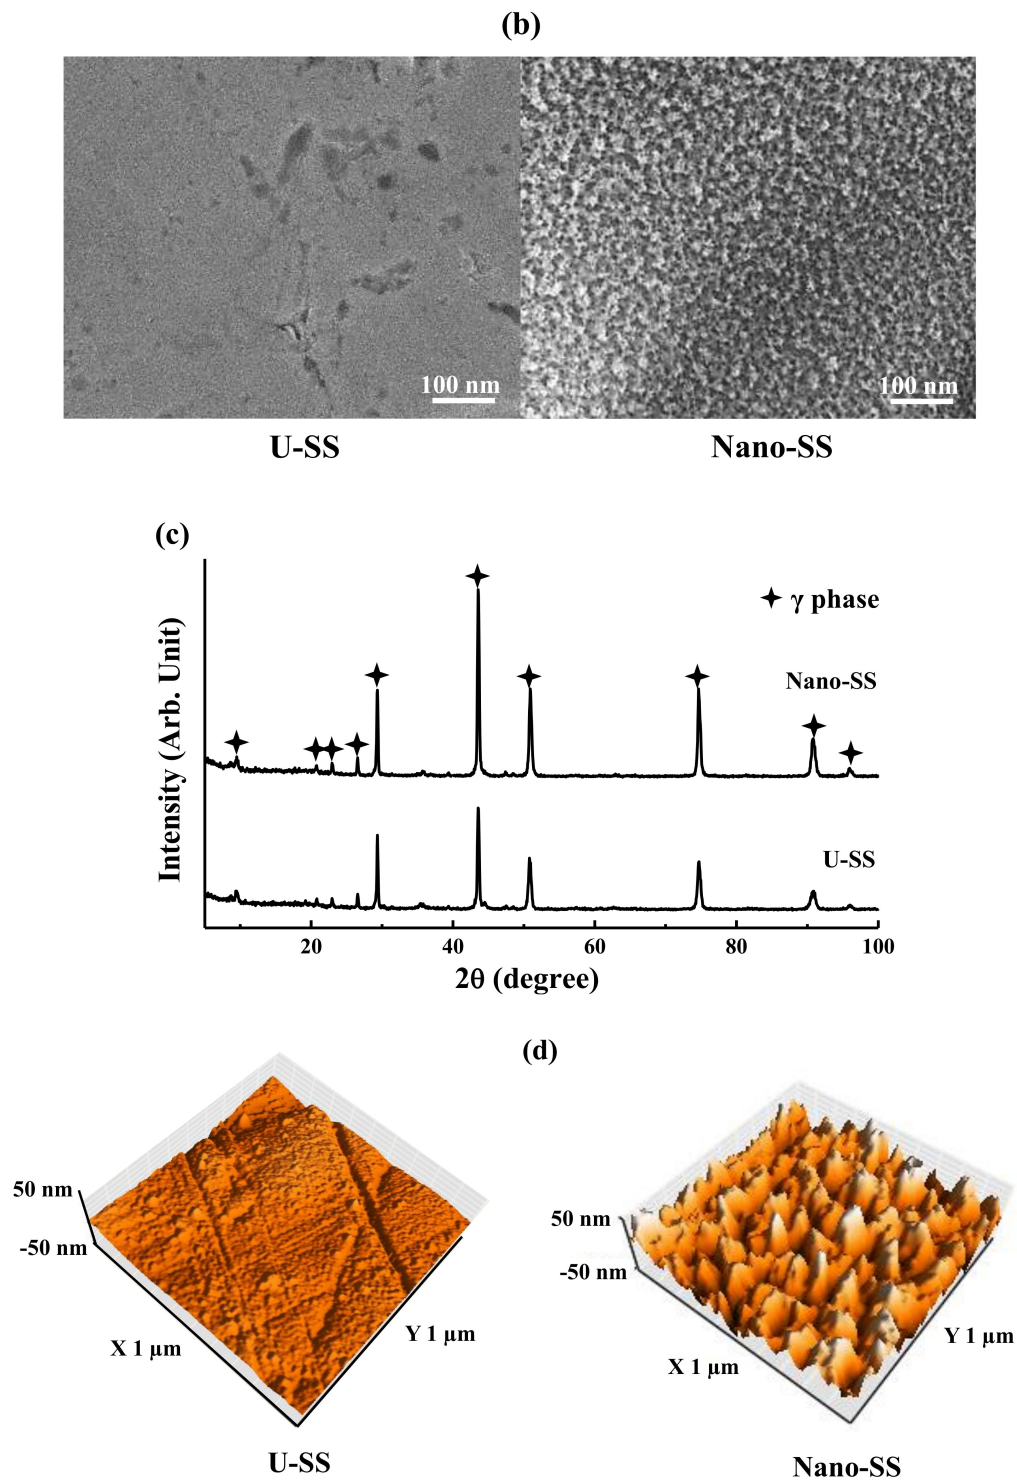 (b)
100 nm
100 nm
U-SS
Nano-SS
(c)
γ phase
Nano-SS
U-SS
Intensity (Arb. Unit)
20
40
60
80
100
2θ (degree)
(d)
50 nm
-50 nm
X 1 μm
Y 1 μm
U-SS
50 nm
-50 nm
X 1 μm
Y 1 μm
Nano-SS